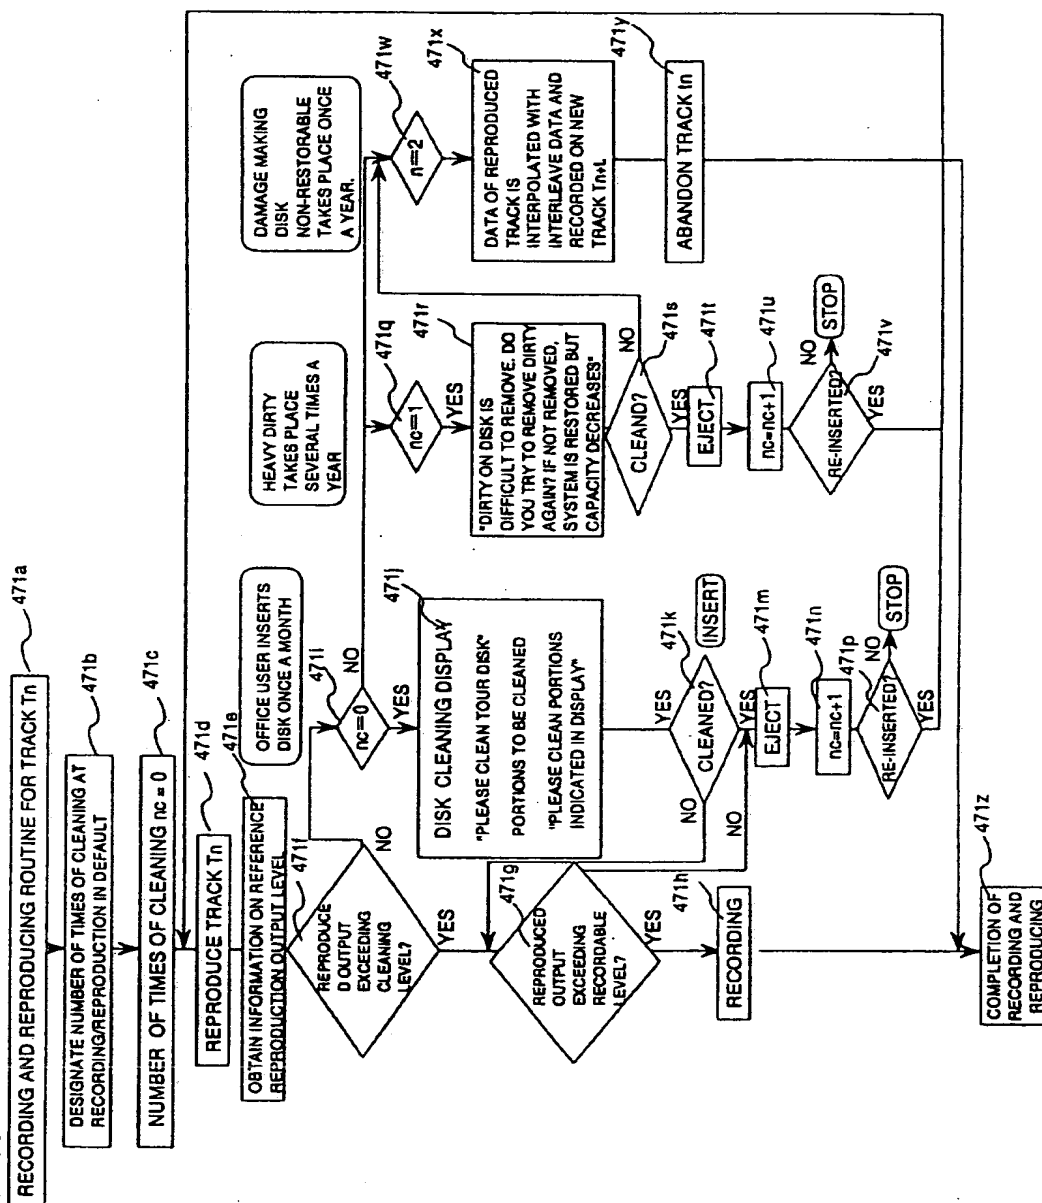 RECORDING AND REPRODUCING ROUTINE FOR TRACK Tn
471a
DESIGNATE NUMBER OF TIMES OF CLEANING AT
RECORDING/REPRODUCTION IN DEFAULT
471b
NUMBER OF TIMES OF CLEANING nc = 0
471c
REPRODUCE TRACK Tn
471d
OBTAIN INFORMATION ON REFERENCE
REPRODUCTION OUTPUT LEVEL
471e
REPRODUCE
D OUTPUT
EXCEEDING
CLEANING
LEVEL?
471f
NO
YES
REPRODUCED
OUTPUT
EXCEEDING
RECORDABLE
LEVEL?
471g
NO
YES
RECORDING
471h
OFFICE USER INSERTS
DISK ONCE A MONTH
nc=0
471i
NO
YES
DISK CLEANING DISPLAY
"PLEASE CLEAN TOUR DISK"
PORTIONS TO BE CLEANED
"PLEASE CLEAN PORTIONS
INDICATED IN DISPLAY"
471j
YES
CLEANED?
471k
INSERT
NO
YES
EJECT
471m
nc=nc+1
471n
RE-INSERTED?
471p
NO
STOP
YES
HEAVY DIRTY
TAKES PLACE
SEVERAL TIMES A
YEAR
nc=1
471q
YES
"DIRTY ON DISK IS
DIFFICULT TO REMOVE. DO
YOU TRY TO REMOVE DIRTY
AGAIN? IF NOT REMOVED,
SYSTEM IS RESTORED BUT
CAPACITY DECREASES"
471r
CLEAND?
471s
NO
YES
EJECT
471t
nc=nc+1
471u
RE-INSERTED?
471v
NO
STOP
YES
DAMAGE MAKING
DISK
NON-RESTORABLE
TAKES PLACE ONCE
A YEAR.
n=2
471w
DATA OF REPRODUCED
TRACK IS
INTERPOLATED WITH
INTERLEAVE DATA AND
RECORDED ON NEW
TRACK Tn+L
471x
ABANDON TRACK tn
471y
COMPLETION OF
RECORDING AND
REPRODUCING
471z